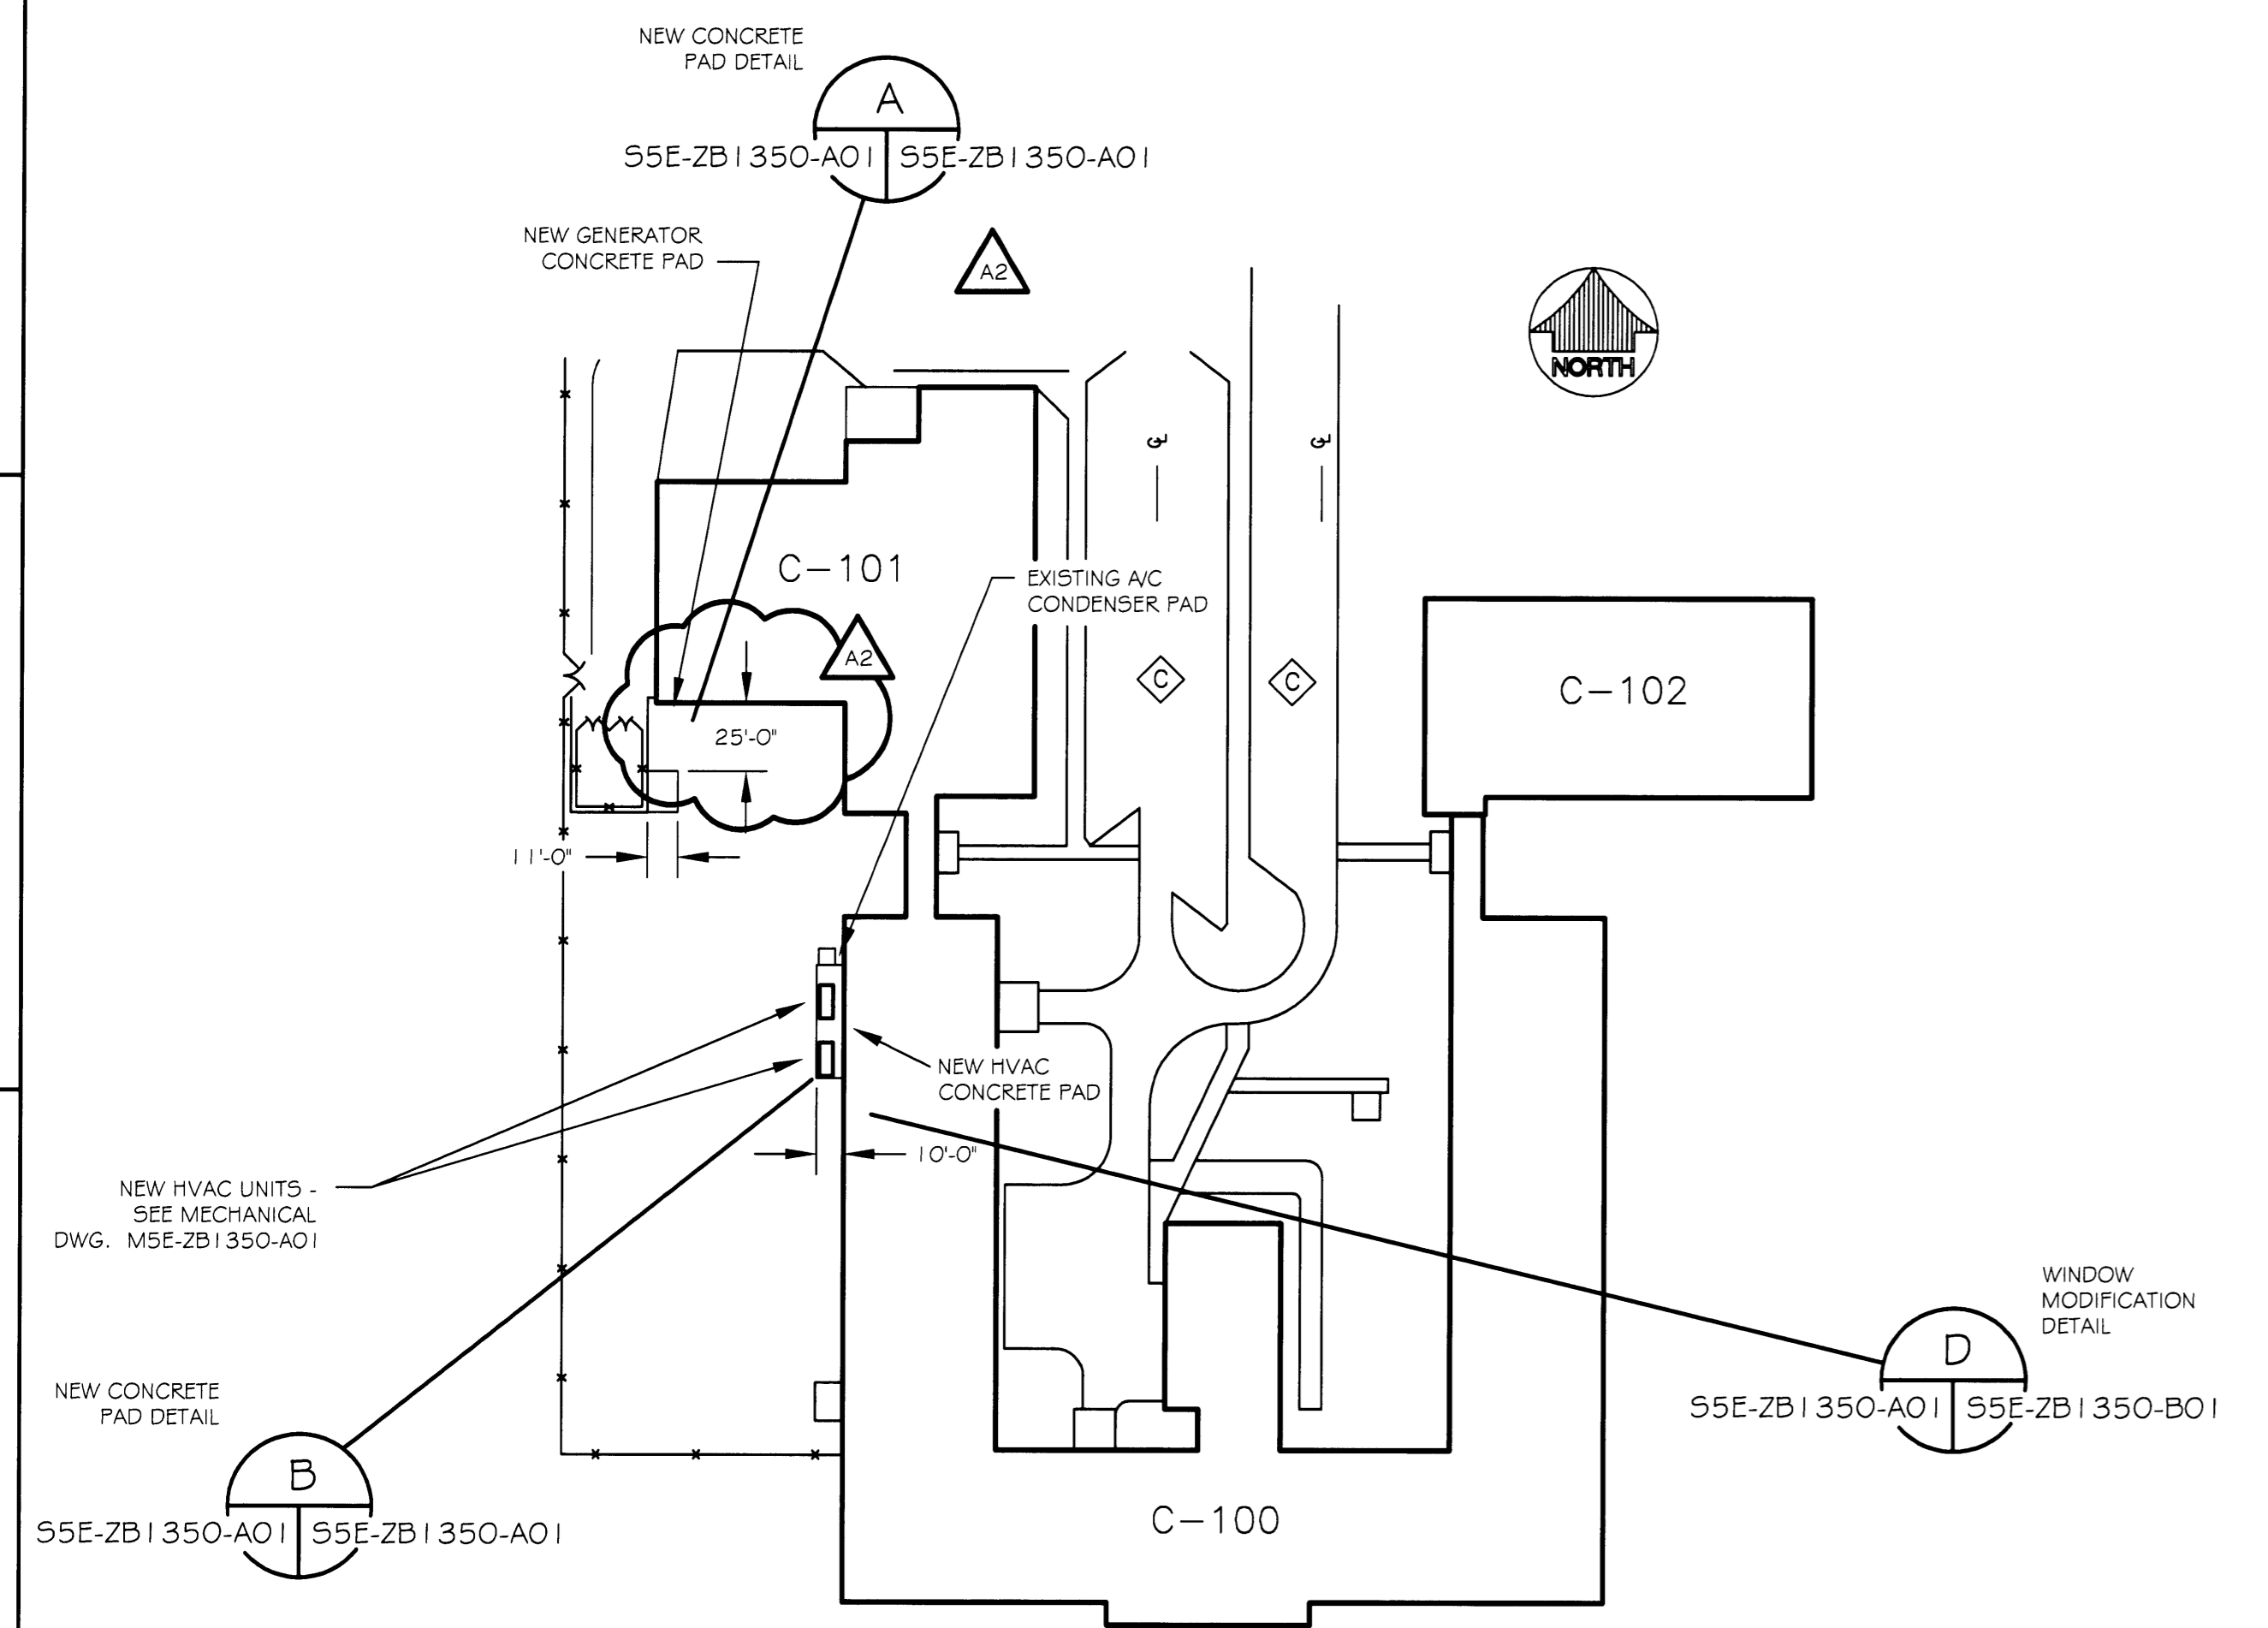 NEW CONCRETE
PAD DETAIL
A
S5E-ZB1350-A01 S5E-ZB1350-A01
NEW GENERATOR
CONCRETE PAD
A2
NORTH
C-101
EXISTING A/C
CONDENSER PAD
A2
C
C
C-102
25'-0"
11'-0"
NEW HVAC
CONCRETE PAD
10'-0"
NEW HVAC UNITS -
SEE MECHANICAL
DWG. M5E-ZB1350-A01
WINDOW
MODIFICATION
DETAIL
D
S5E-ZB1350-A01 S5E-ZB1350-B01
NEW CONCRETE
PAD DETAIL
B
S5E-ZB1350-A01 S5E-ZB1350-A01
C-100